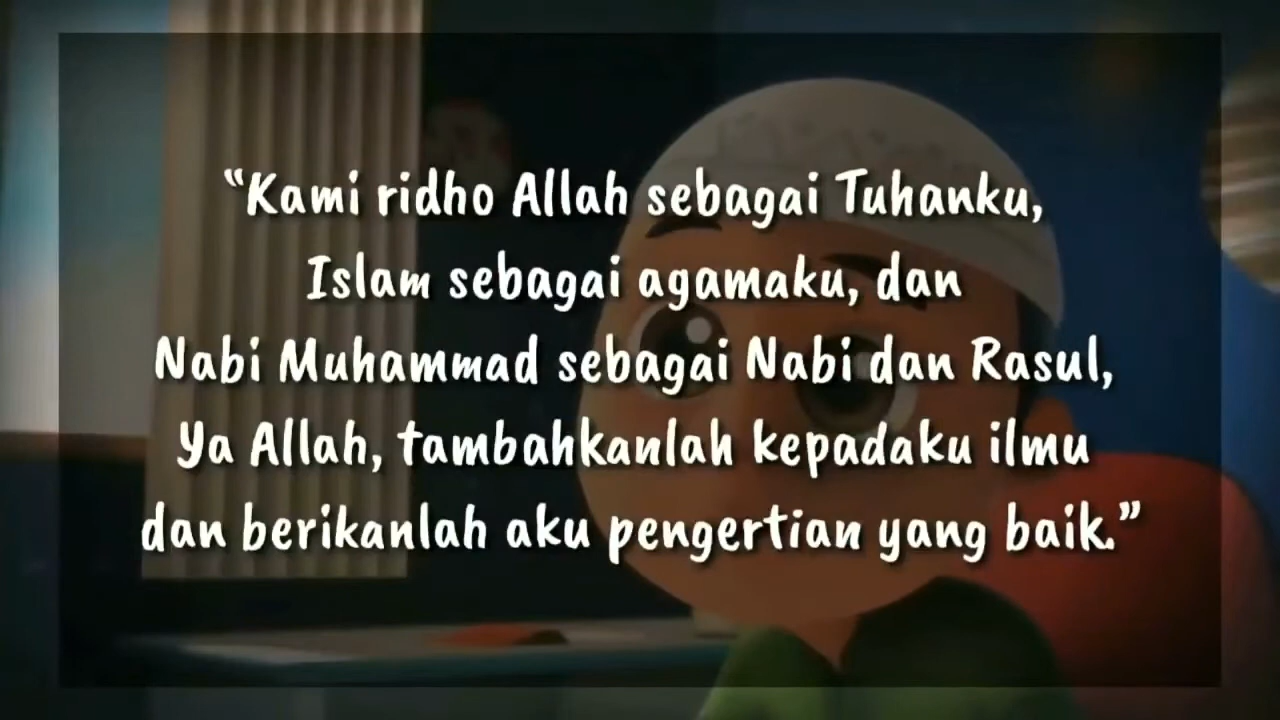 “Kami ridho Allah sebagai Tuhanku,
Islam sebagai agamaku, dan
Nabi Muhammad sebagai Nabi dan Rasul,
Ya Allah, tambahkanlah kepadaku ilmu
dan berikanlah aku pengertian yang baik.”